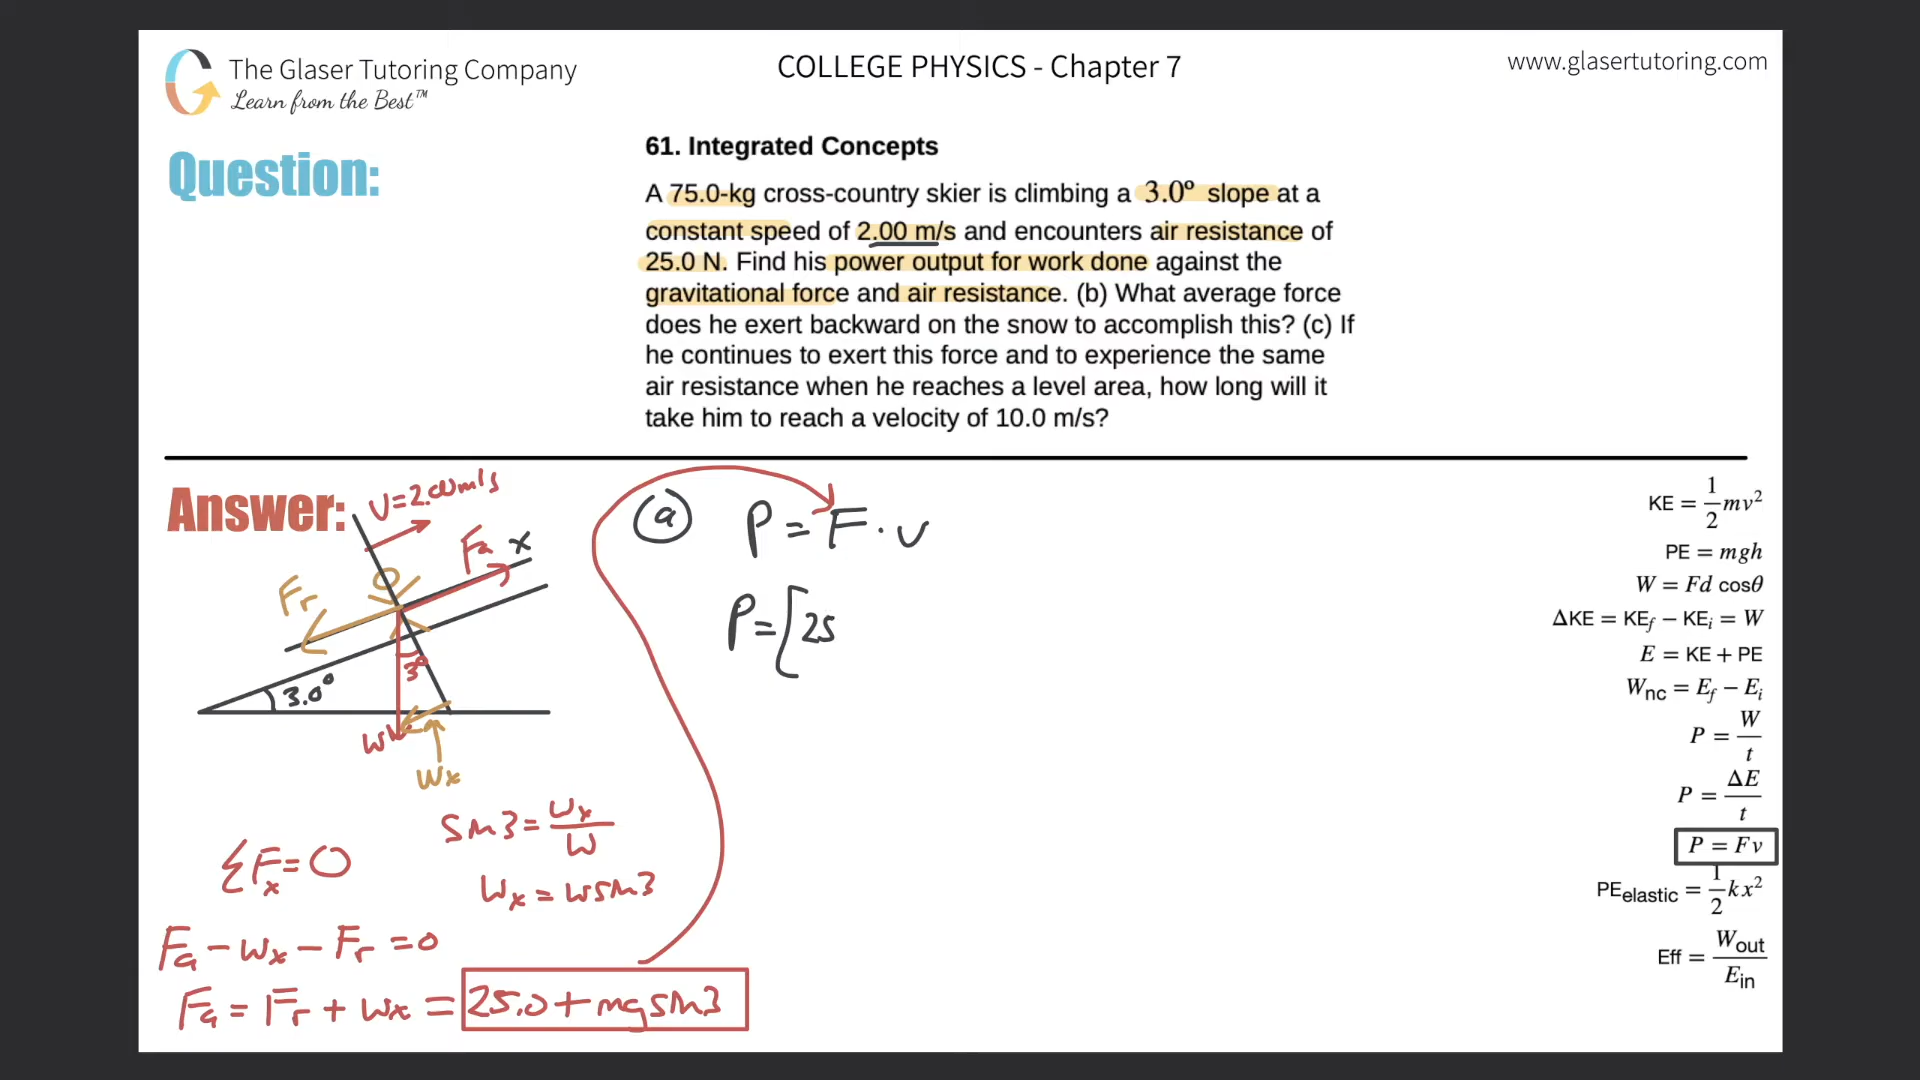 The Glaser Tutoring Company
Learn from the Best™
COLLEGE PHYSICS - Chapter 7
www.glasertutoring.com
Question:
61. Integrated Concepts
A 75.0-kg cross-country skier is climbing a 3.0º slope at a
constant speed of 2.00 m/s and encounters air resistance of
25.0 N. Find his power output for work done against the
gravitational force and air resistance. (b) What average force
does he exert backward on the snow to accomplish this? (c) If
he continues to exert this force and to experience the same
air resistance when he reaches a level area, how long will it
take him to reach a velocity of 10.0 m/s?
Answer:
v=2.00m/s
Fa x
Fr
3.0°
3°
W
Wx
sin3 = Wx/W
Wx = Wsin3
ΣFx = 0
Fa - Wx - Fr = 0
Fa = Fr + Wx = 25.0 + mgsin3
(a) P = F · v
P = [25
KE = 1/2 mv²
PE = mgh
W = Fd cosθ
ΔKE = KEf − KEi = W
E = KE + PE
Wnc = Ef − Ei
P = W/t
P = ΔE/t
P = Fv
PEelastic = 1/2 kx²
Eff = Wout/Ein